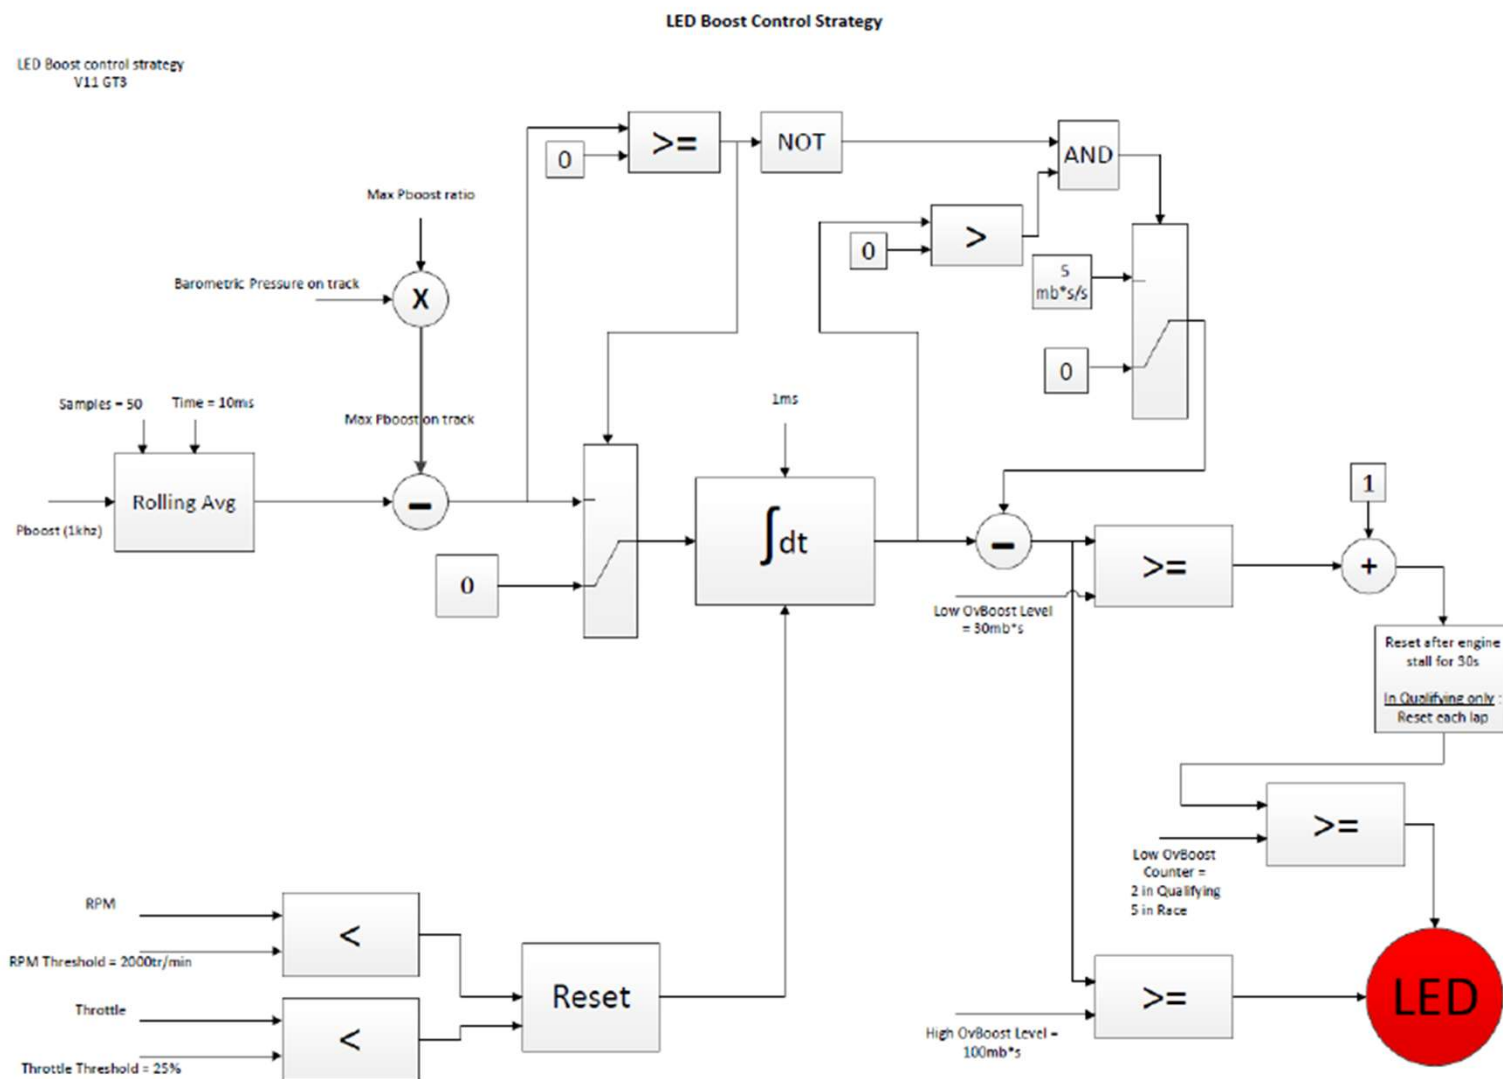 LED Boost Control Strategy
LED Boost control strategy
V11 GT3
>=
NOT
AND
0
Max Pboost ratio
>
0
5
mb*s/s
Barometric Pressure on track
X
0
1ms
Samples = 50
Time = 10ms
Max Pboost on track
Rolling Avg
-
Pboost (1khz)
0
∫dt
-
1
>=
+
Low OvBoost Level
= 30mb*s
Reset after engine
stall for 30s
In Qualifying only :
Reset each lap
>=
Low OvBoost
Counter =
2 in Qualifying
5 in Race
RPM
<
RPM Threshold = 2000tr/min
Reset
Throttle
<
Throttle Threshold = 25%
>=
High OvBoost Level =
100mb*s
LED